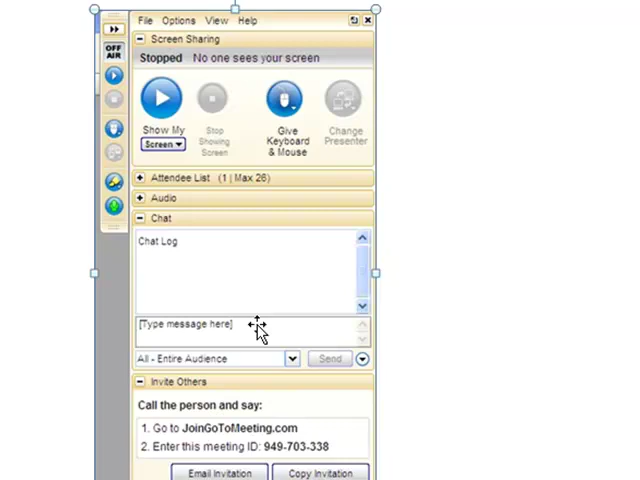 File Options View Help
Screen Sharing
OFF AIR
Stopped No one sees your screen
Show My
Screen
Stop
Showing
Screen
Give
Keyboard
& Mouse
Change
Presenter
Attendee List (1 | Max 26)
Audio
Chat
Chat Log
[Type message here]
All - Entire Audience
Send
Invite Others
Call the person and say:
1. Go to JoinGoToMeeting.com
2. Enter this meeting ID: 949-703-338
Email Invitation Copy Invitation